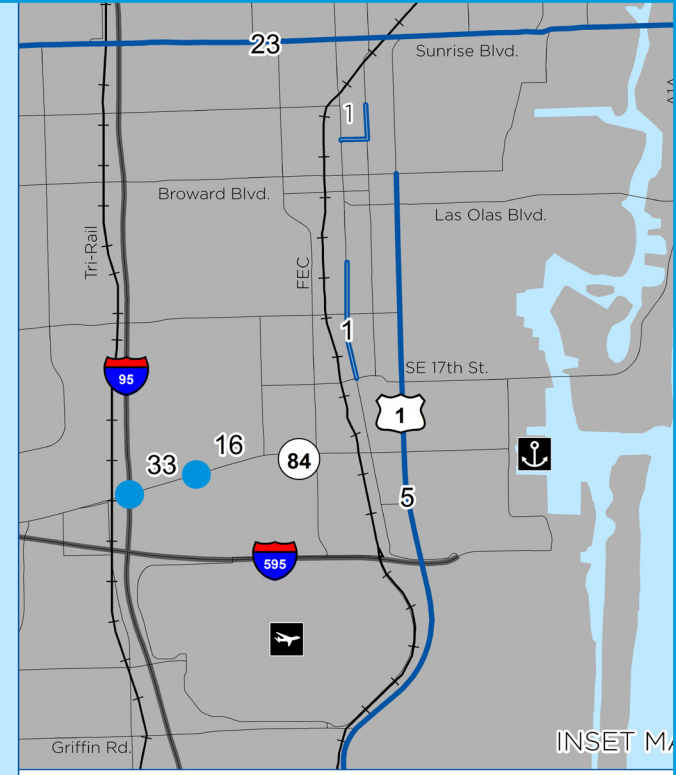 23
Sunrise Blvd.
A1A
1
Broward Blvd.
Las Olas Blvd.
Tri-Rail
FEC
1
SE 17th St.
95
1
16
33
84
5
595
Griffin Rd.
INSET MA